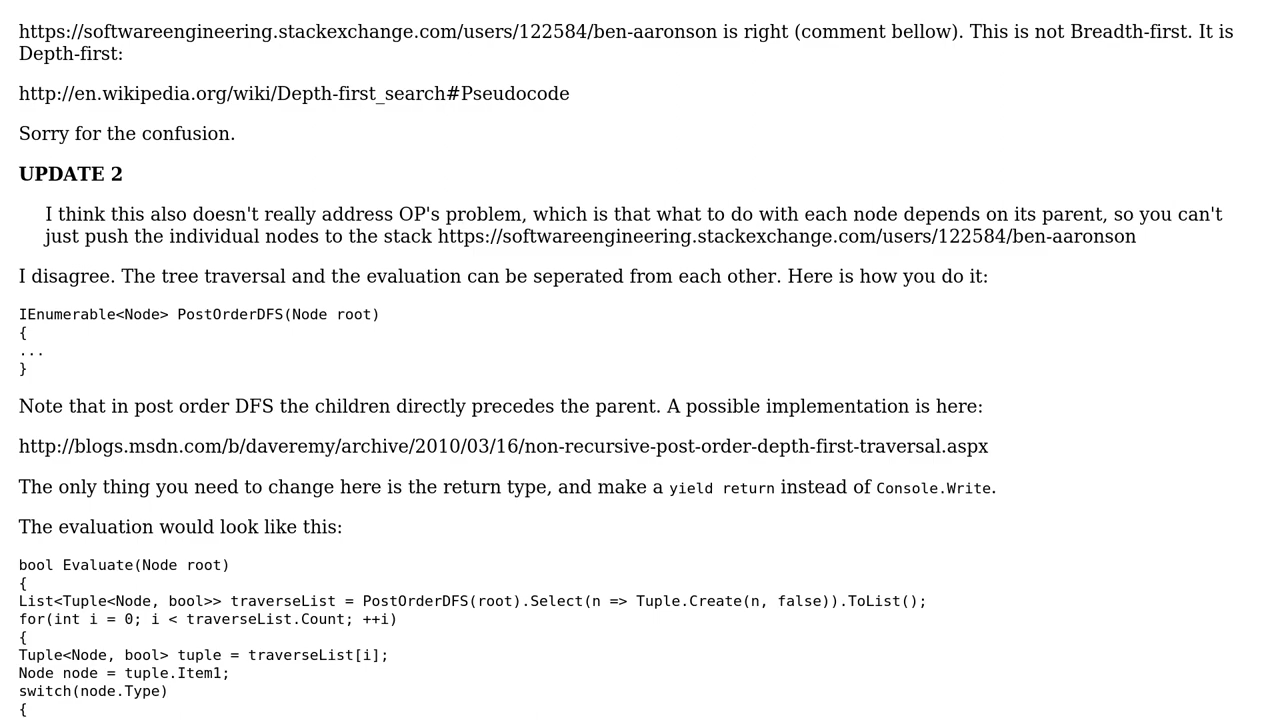 https://softwareengineering.stackexchange.com/users/122584/ben-aaronson is right (comment bellow). This is not Breadth-first. It is
Depth-first:
http://en.wikipedia.org/wiki/Depth-first_search#Pseudocode
Sorry for the confusion.
UPDATE 2
I think this also doesn't really address OP's problem, which is that what to do with each node depends on its parent, so you can't
just push the individual nodes to the stack https://softwareengineering.stackexchange.com/users/122584/ben-aaronson
I disagree. The tree traversal and the evaluation can be seperated from each other. Here is how you do it:
IEnumerable<Node> PostOrderDFS(Node root)
{
...
}
Note that in post order DFS the children directly precedes the parent. A possible implementation is here:
http://blogs.msdn.com/b/daveremy/archive/2010/03/16/non-recursive-post-order-depth-first-traversal.aspx
The only thing you need to change here is the return type, and make a yield return instead of Console.Write.
The evaluation would look like this:
bool Evaluate(Node root)
{
List<Tuple<Node, bool>> traverseList = PostOrderDFS(root).Select(n => Tuple.Create(n, false)).ToList();
for(int i = 0; i < traverseList.Count; ++i)
{
Tuple<Node, bool> tuple = traverseList[i];
Node node = tuple.Item1;
switch(node.Type)
{